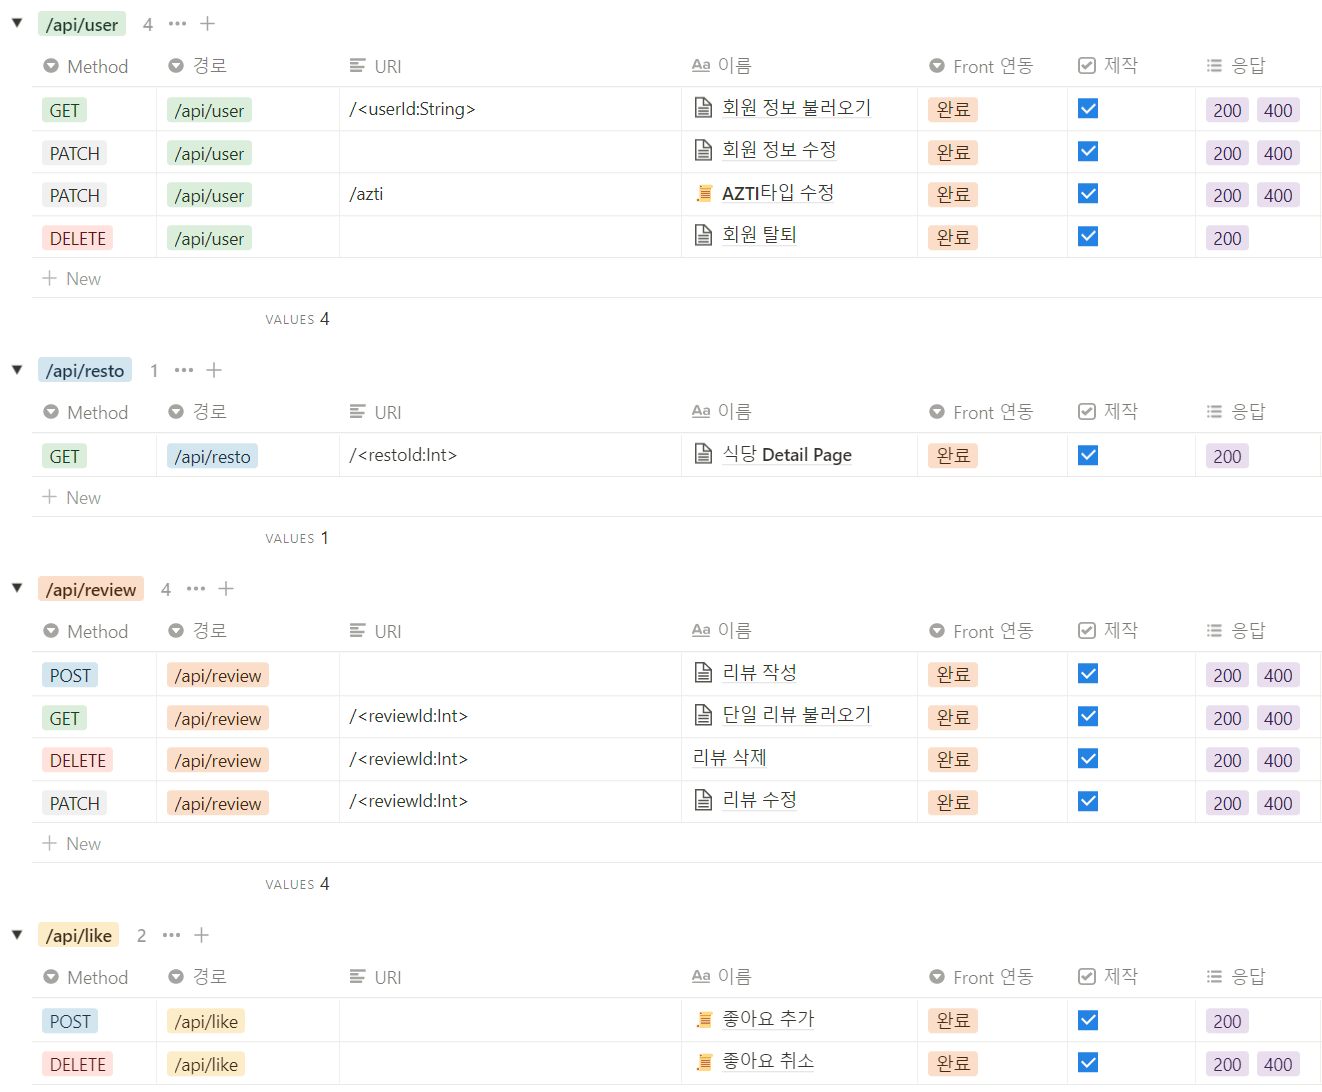 /api/user 4
Method 경로 URI Aa 이름 Front 연동 제작 응답
GET /api/user /<userId:String> 회원 정보 불러오기 완료 200 400
PATCH /api/user 회원 정보 수정 완료 200 400
PATCH /api/user /azti AZTI타입 수정 완료 200 400
DELETE /api/user 회원 탈퇴 완료 200
+ New
VALUES 4
/api/resto 1
Method 경로 URI Aa 이름 Front 연동 제작 응답
GET /api/resto /<restoId:Int> 식당 Detail Page 완료 200
+ New
VALUES 1
/api/review 4
Method 경로 URI Aa 이름 Front 연동 제작 응답
POST /api/review 리뷰 작성 완료 200 400
GET /api/review /<reviewId:Int> 단일 리뷰 불러오기 완료 200 400
DELETE /api/review /<reviewId:Int> 리뷰 삭제 완료 200 400
PATCH /api/review /<reviewId:Int> 리뷰 수정 완료 200 400
+ New
VALUES 4
/api/like 2
Method 경로 URI Aa 이름 Front 연동 제작 응답
POST /api/like 좋아요 추가 완료 200
DELETE /api/like 좋아요 취소 완료 200 400